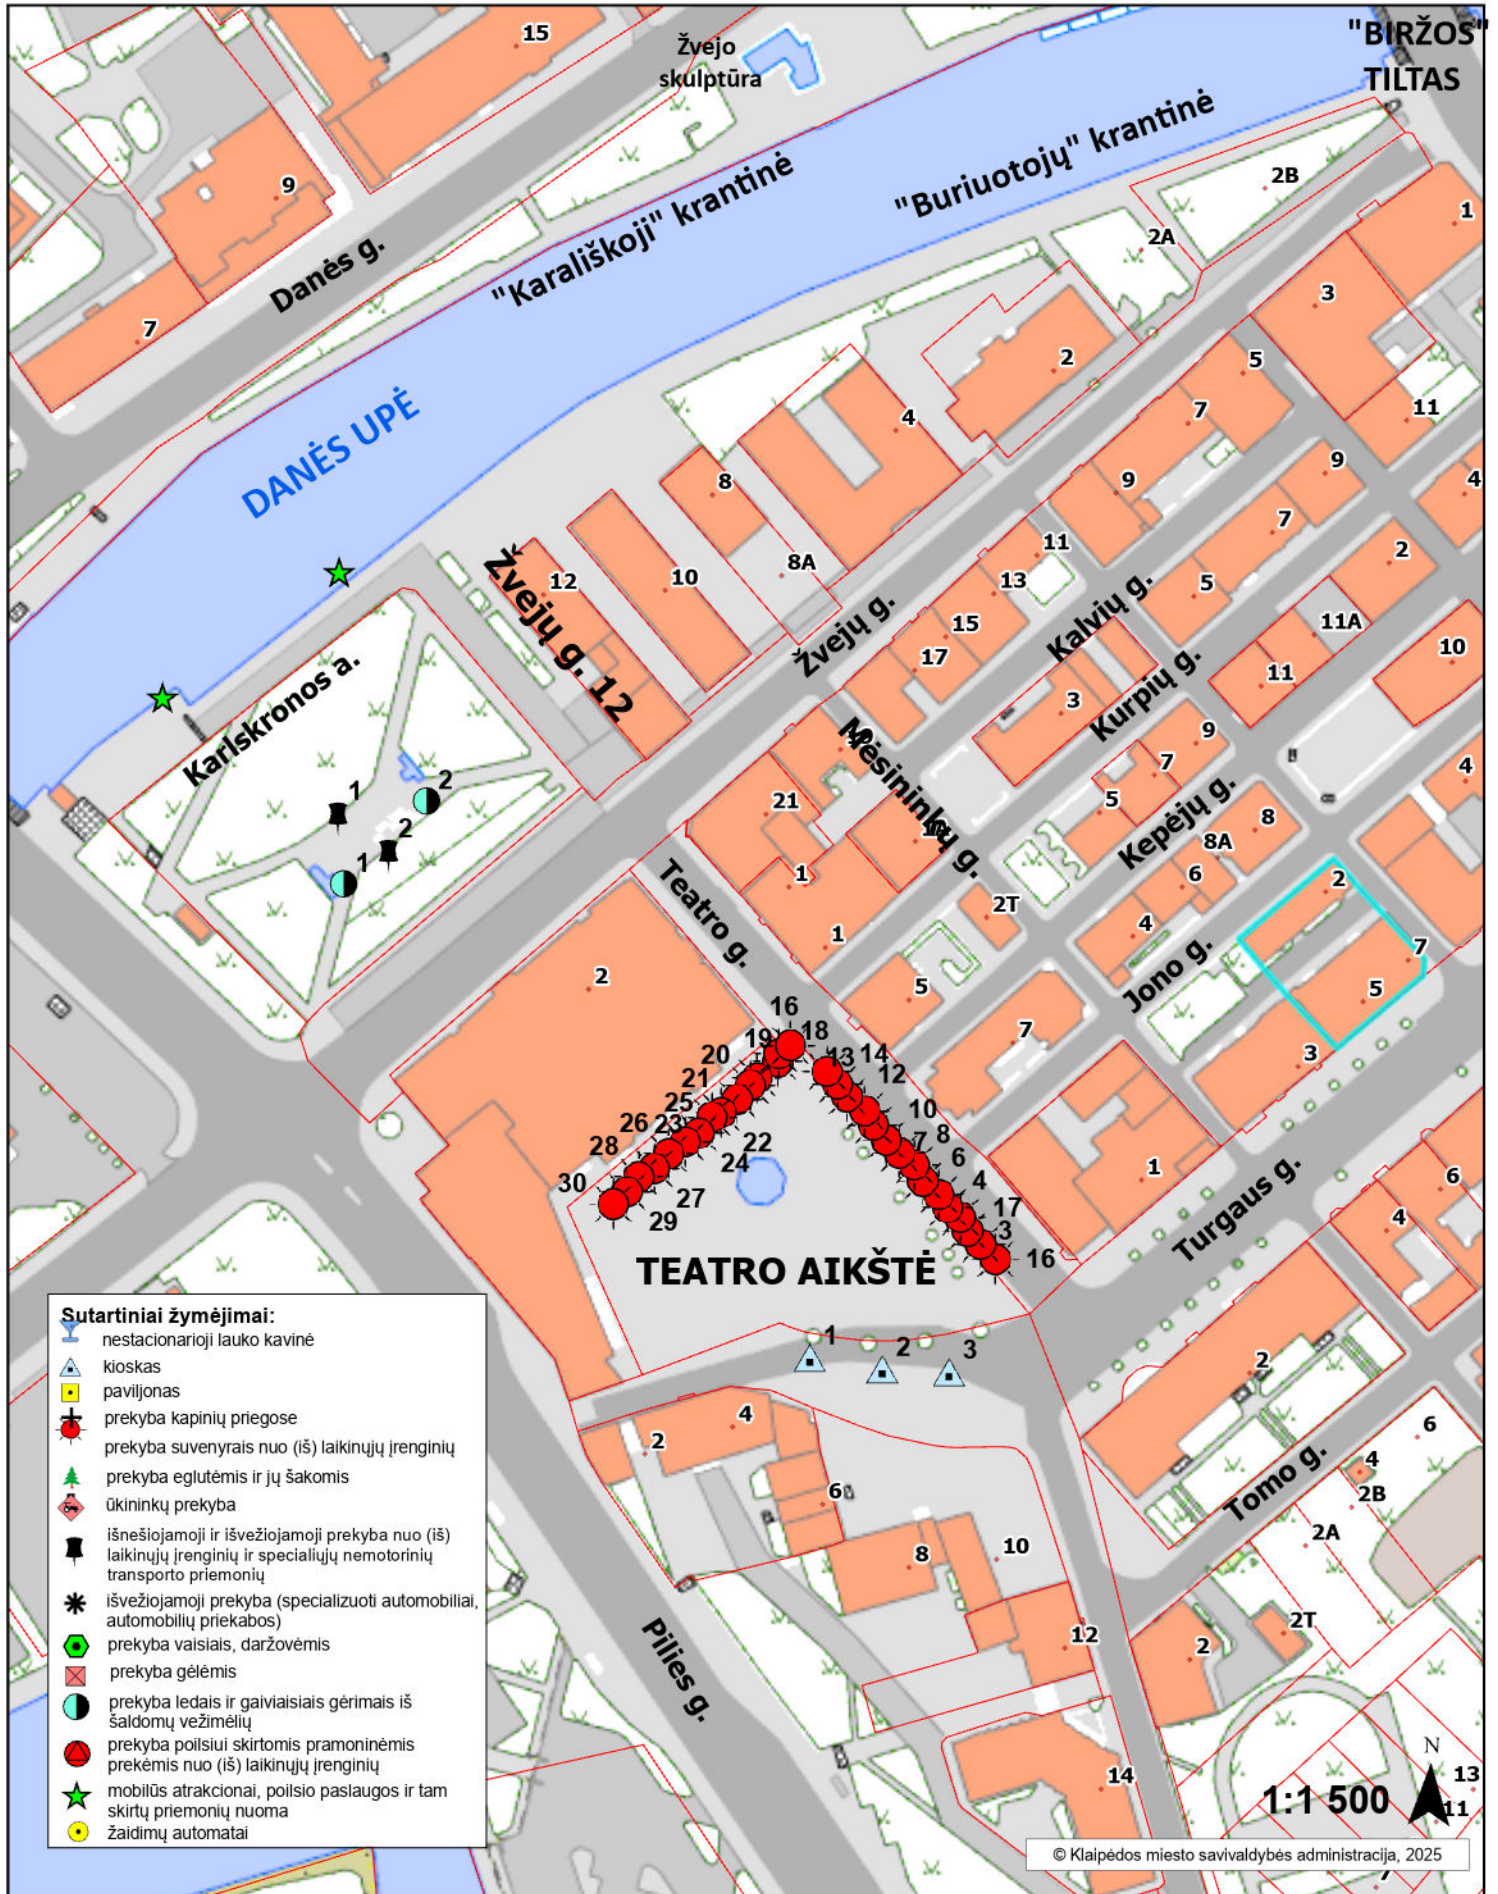 15
Žvejo
skulptūra
"BIRŽOS"
TILTAS
9
"Karališkoji" krantinė
"Buriuotojų" krantinė
2B
2A
1
Danės g.
3
7
2
5
7
11
DANĖS UPĖ
4
9
9
4
8
7
2
Žvejų g. 12
12
10
8A
11
13
5
11A
15
17
Žvejų g.
Kalvių g.
10
11
Karlskronos a.
3
Kurpių g.
9
7
4
Mėsininkų g.
1
2
21
5
Kepėjų g.
8
8A
2
1
1
6
2
2T
4
7
Teatro g.
1
Jono g.
5
2
5
7
3
16
18
19
20
13
14
12
21
25
10
26
23
7
8
22
28
24
6
1
30
27
4
6
29
17
3
16
4
Turgaus g.
TEATRO AIKŠTĖ
1
2
3
2
4
2
6
4
2B
Tomo g.
2A
6
8
10
12
2
2T
Pilies g.
14
13
11
N
1:1 500
Sutartiniai žymėjimai:
nestacionarioji lauko kavinė
kioskas
paviljonas
prekyba kapinių priegose
prekyba suvenyrais nuo (iš) laikinųjų įrenginių
prekyba eglutėmis ir jų šakomis
ūkininkų prekyba
išnešiojamoji ir išvežiojamoji prekyba nuo (iš)
laikinųjų įrenginių ir specialiųjų nemotorinių
transporto priemonių
išvežiojamoji prekyba (specializuoti automobiliai,
automobilių priekabos)
prekyba vaisiais, daržovėmis
prekyba gėlėmis
prekyba ledais ir gaiviaisiais gėrimais iš
šaldomų vežimėlių
prekyba poilsiui skirtomis pramoninėmis
prekėmis nuo (iš) laikinųjų įrenginių
mobilūs atrakcionai, poilsio paslaugos ir tam
skirtų priemonių nuoma
žaidimų automatai
© Klaipėdos miesto savivaldybės administracija, 2025